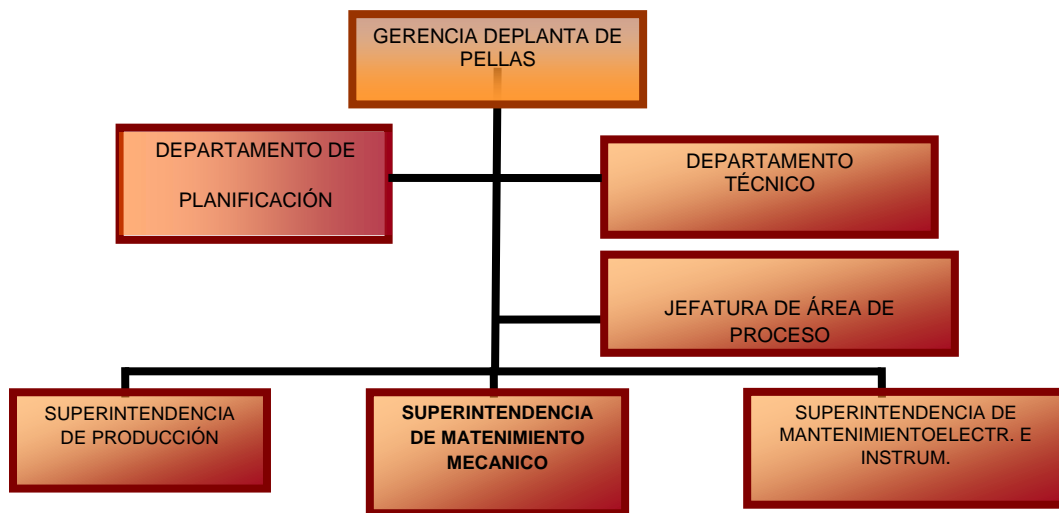 GERENCIA DEPLANTA DE
PELLAS
DEPARTAMENTO DE
PLANIFICACIÓN
DEPARTAMENTO
TÉCNICO
JEFATURA DE ÁREA DE
PROCESO
SUPERINTENDENCIA
DE PRODUCCIÓN
SUPERINTENDENCIA
DE MATENIMIENTO
MECANICO
SUPERINTENDENCIA DE
MANTENIMIENTOELECTR. E
INSTRUM.